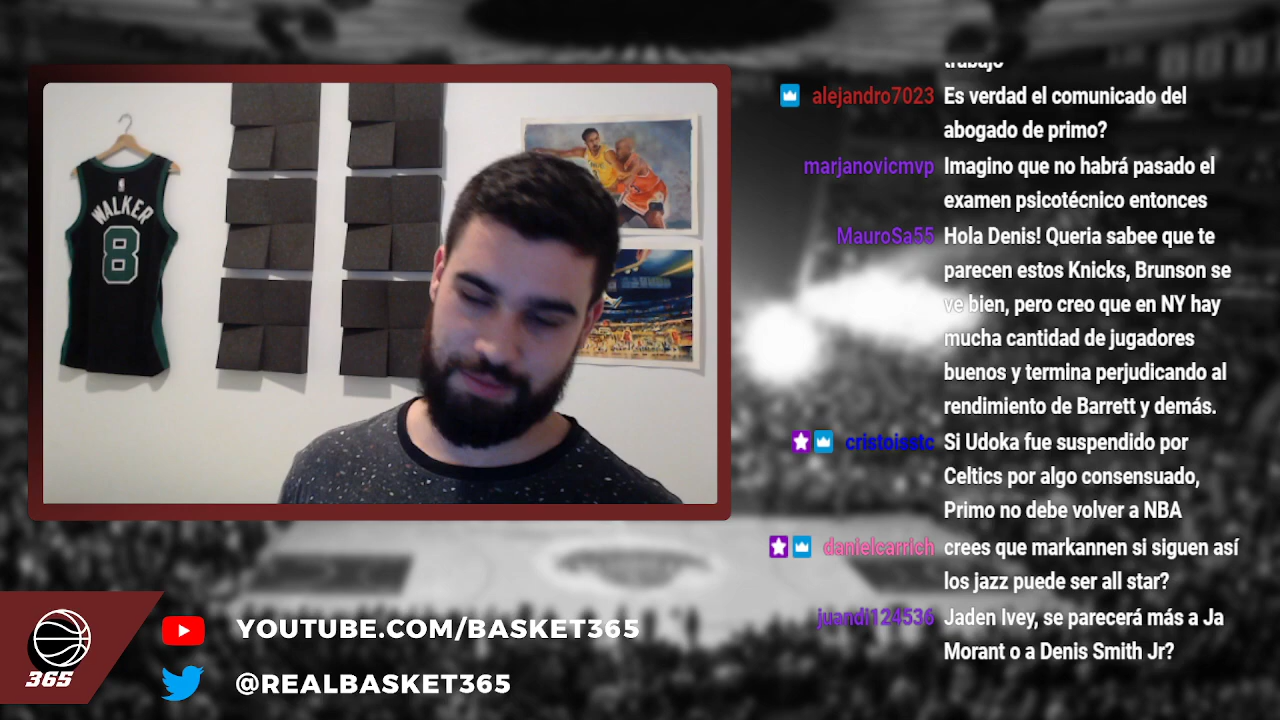 WALKER
8
alejandro7023 Es verdad el comunicado del
abogado de primo?
marjanovicmvp Imagino que no habrá pasado el
examen psicotécnico entonces
MauroSa55 Hola Denis! Queria sabee que te
parecen estos Knicks, Brunson se
ve bien, pero creo que en NY hay
mucha cantidad de jugadores
buenos y termina perjudicando al
rendimiento de Barrett y demás.
cristoisstc Si Udoka fue suspendido por
Celtics por algo consensuado,
Primo no debe volver a NBA
danielcarrich crees que markannen si siguen así
los jazz puede ser all star?
juandi124536 Jaden Ivey, se parecerá más a Ja
Morant o a Denis Smith Jr?
365
YOUTUBE.COM/BASKET365
@REALBASKET365